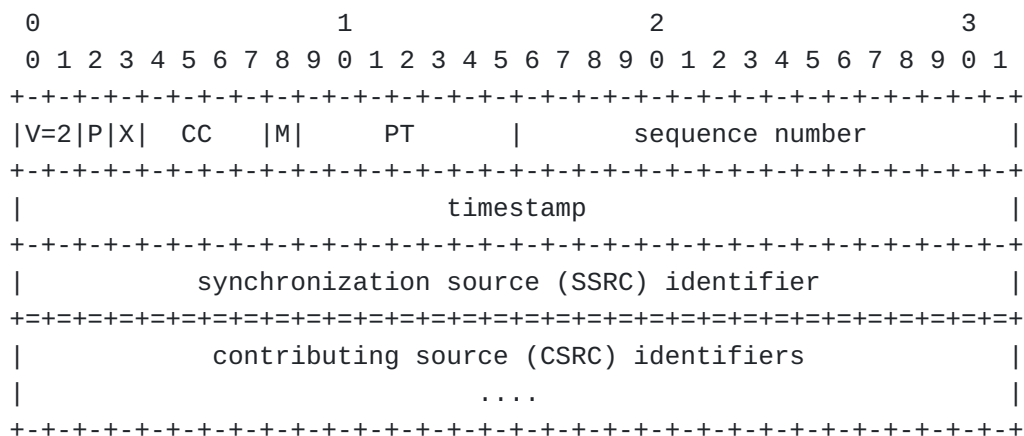 0                   1                   2                   3
 0 1 2 3 4 5 6 7 8 9 0 1 2 3 4 5 6 7 8 9 0 1 2 3 4 5 6 7 8 9 0 1
+-+-+-+-+-+-+-+-+-+-+-+-+-+-+-+-+-+-+-+-+-+-+-+-+-+-+-+-+-+-+-+-+
|V=2|P|X|  CC   |M|     PT      |       sequence number         |
+-+-+-+-+-+-+-+-+-+-+-+-+-+-+-+-+-+-+-+-+-+-+-+-+-+-+-+-+-+-+-+-+
|                           timestamp                           |
+-+-+-+-+-+-+-+-+-+-+-+-+-+-+-+-+-+-+-+-+-+-+-+-+-+-+-+-+-+-+-+-+
|           synchronization source (SSRC) identifier            |
+=+=+=+=+=+=+=+=+=+=+=+=+=+=+=+=+=+=+=+=+=+=+=+=+=+=+=+=+=+=+=+=+
|            contributing source (CSRC) identifiers             |
|                             ....                              |
+-+-+-+-+-+-+-+-+-+-+-+-+-+-+-+-+-+-+-+-+-+-+-+-+-+-+-+-+-+-+-+-+